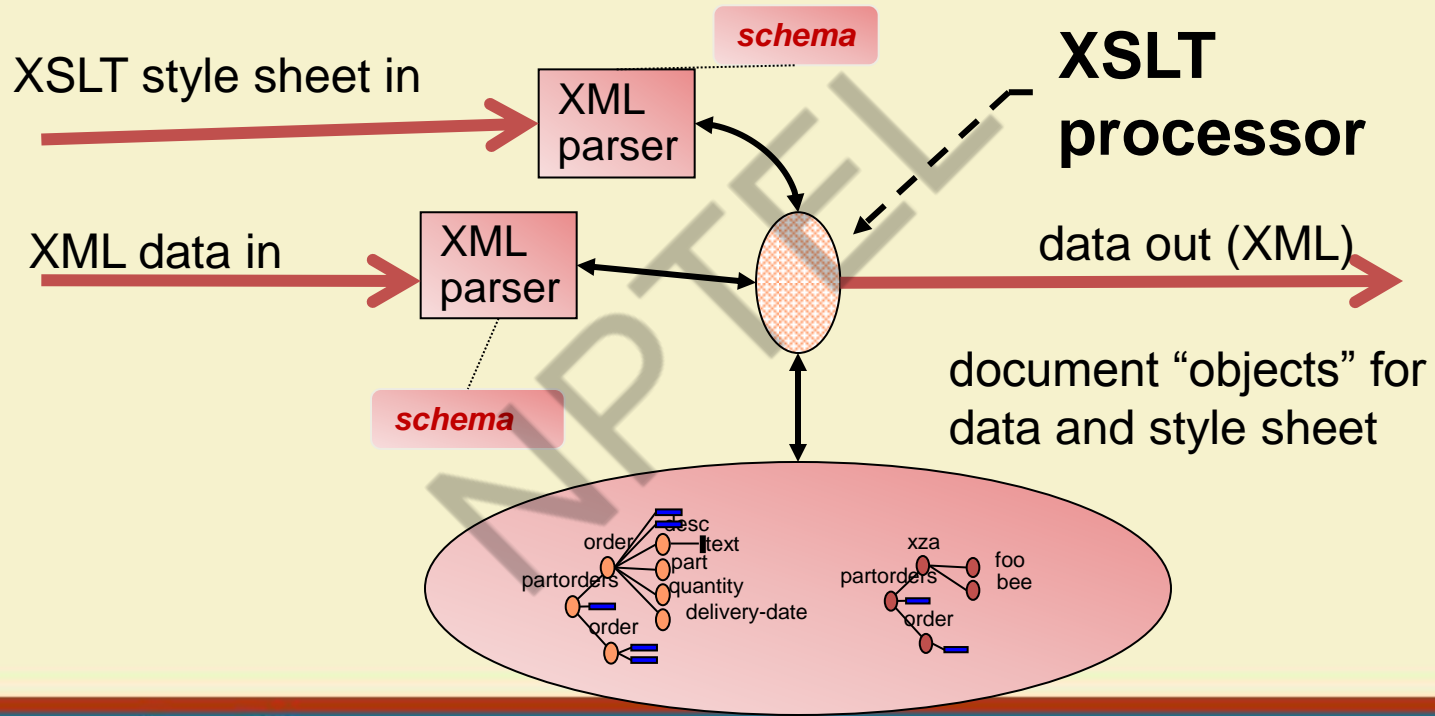 schema
XSLT
processor
XSLT style sheet in
XML
parser
XML data in
XML
parser
data out (XML)
schema
document “objects” for
data and style sheet
NPTEL
desc
order
text
part
partorders
quantity
delivery-date
order
xza
foo
partorders
bee
order